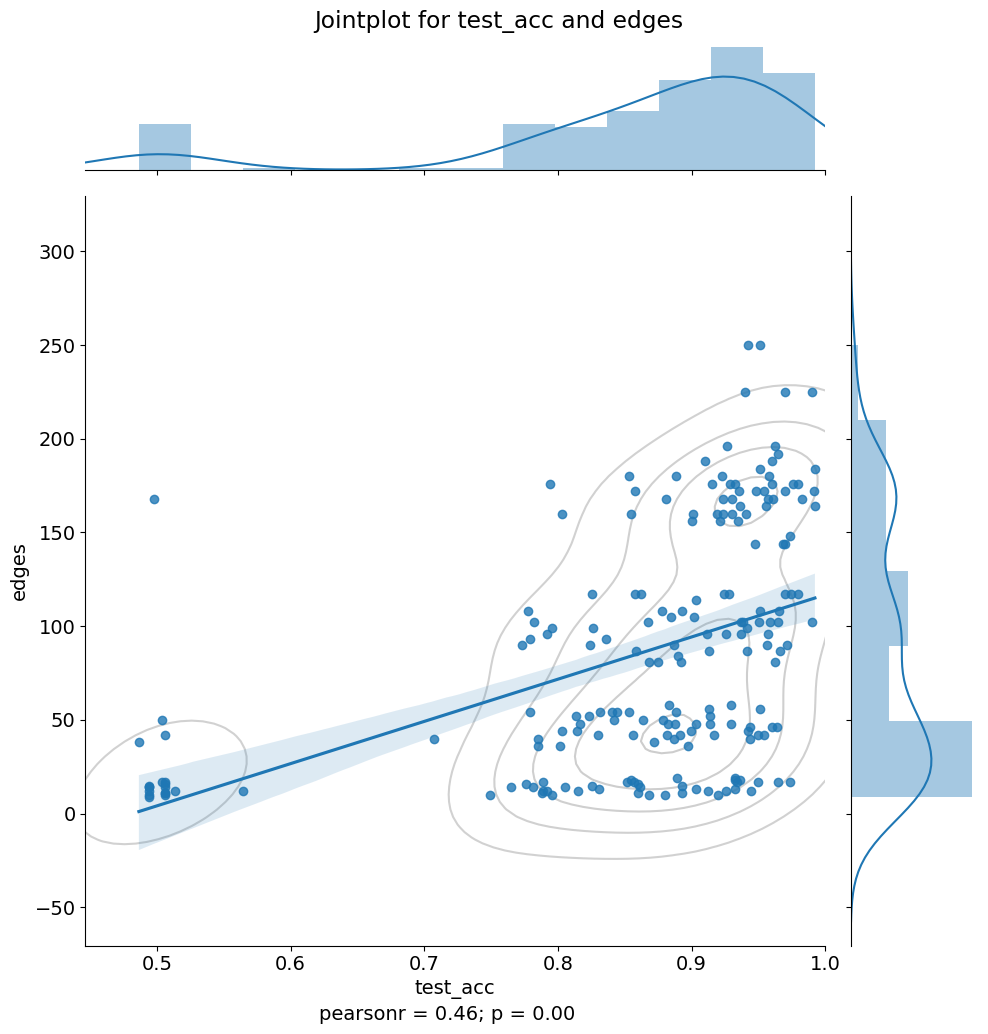 Jointplot for test_acc and edges
300
250
200
150
100
50
0
−50
edges
0.5 0.6 0.7 0.8 0.9 1.0
test_acc
pearsonr = 0.46; p = 0.00